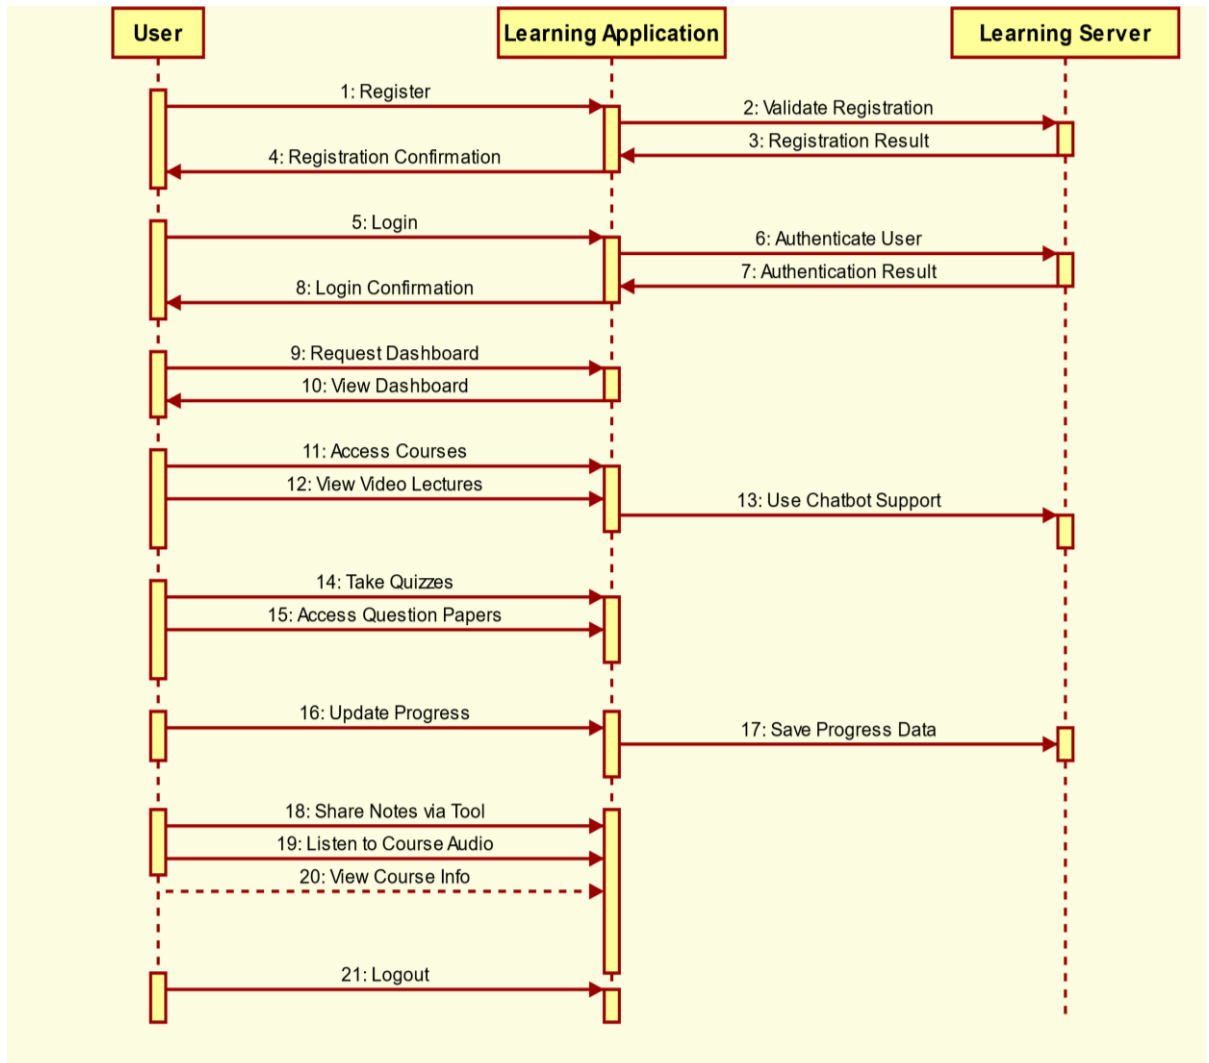 User
Learning Application
Learning Server
1: Register
2: Validate Registration
3: Registration Result
4: Registration Confirmation
5: Login
6: Authenticate User
7: Authentication Result
8: Login Confirmation
9: Request Dashboard
10: View Dashboard
11: Access Courses
12: View Video Lectures
13: Use Chatbot Support
14: Take Quizzes
15: Access Question Papers
16: Update Progress
17: Save Progress Data
18: Share Notes via Tool
19: Listen to Course Audio
20: View Course Info
21: Logout